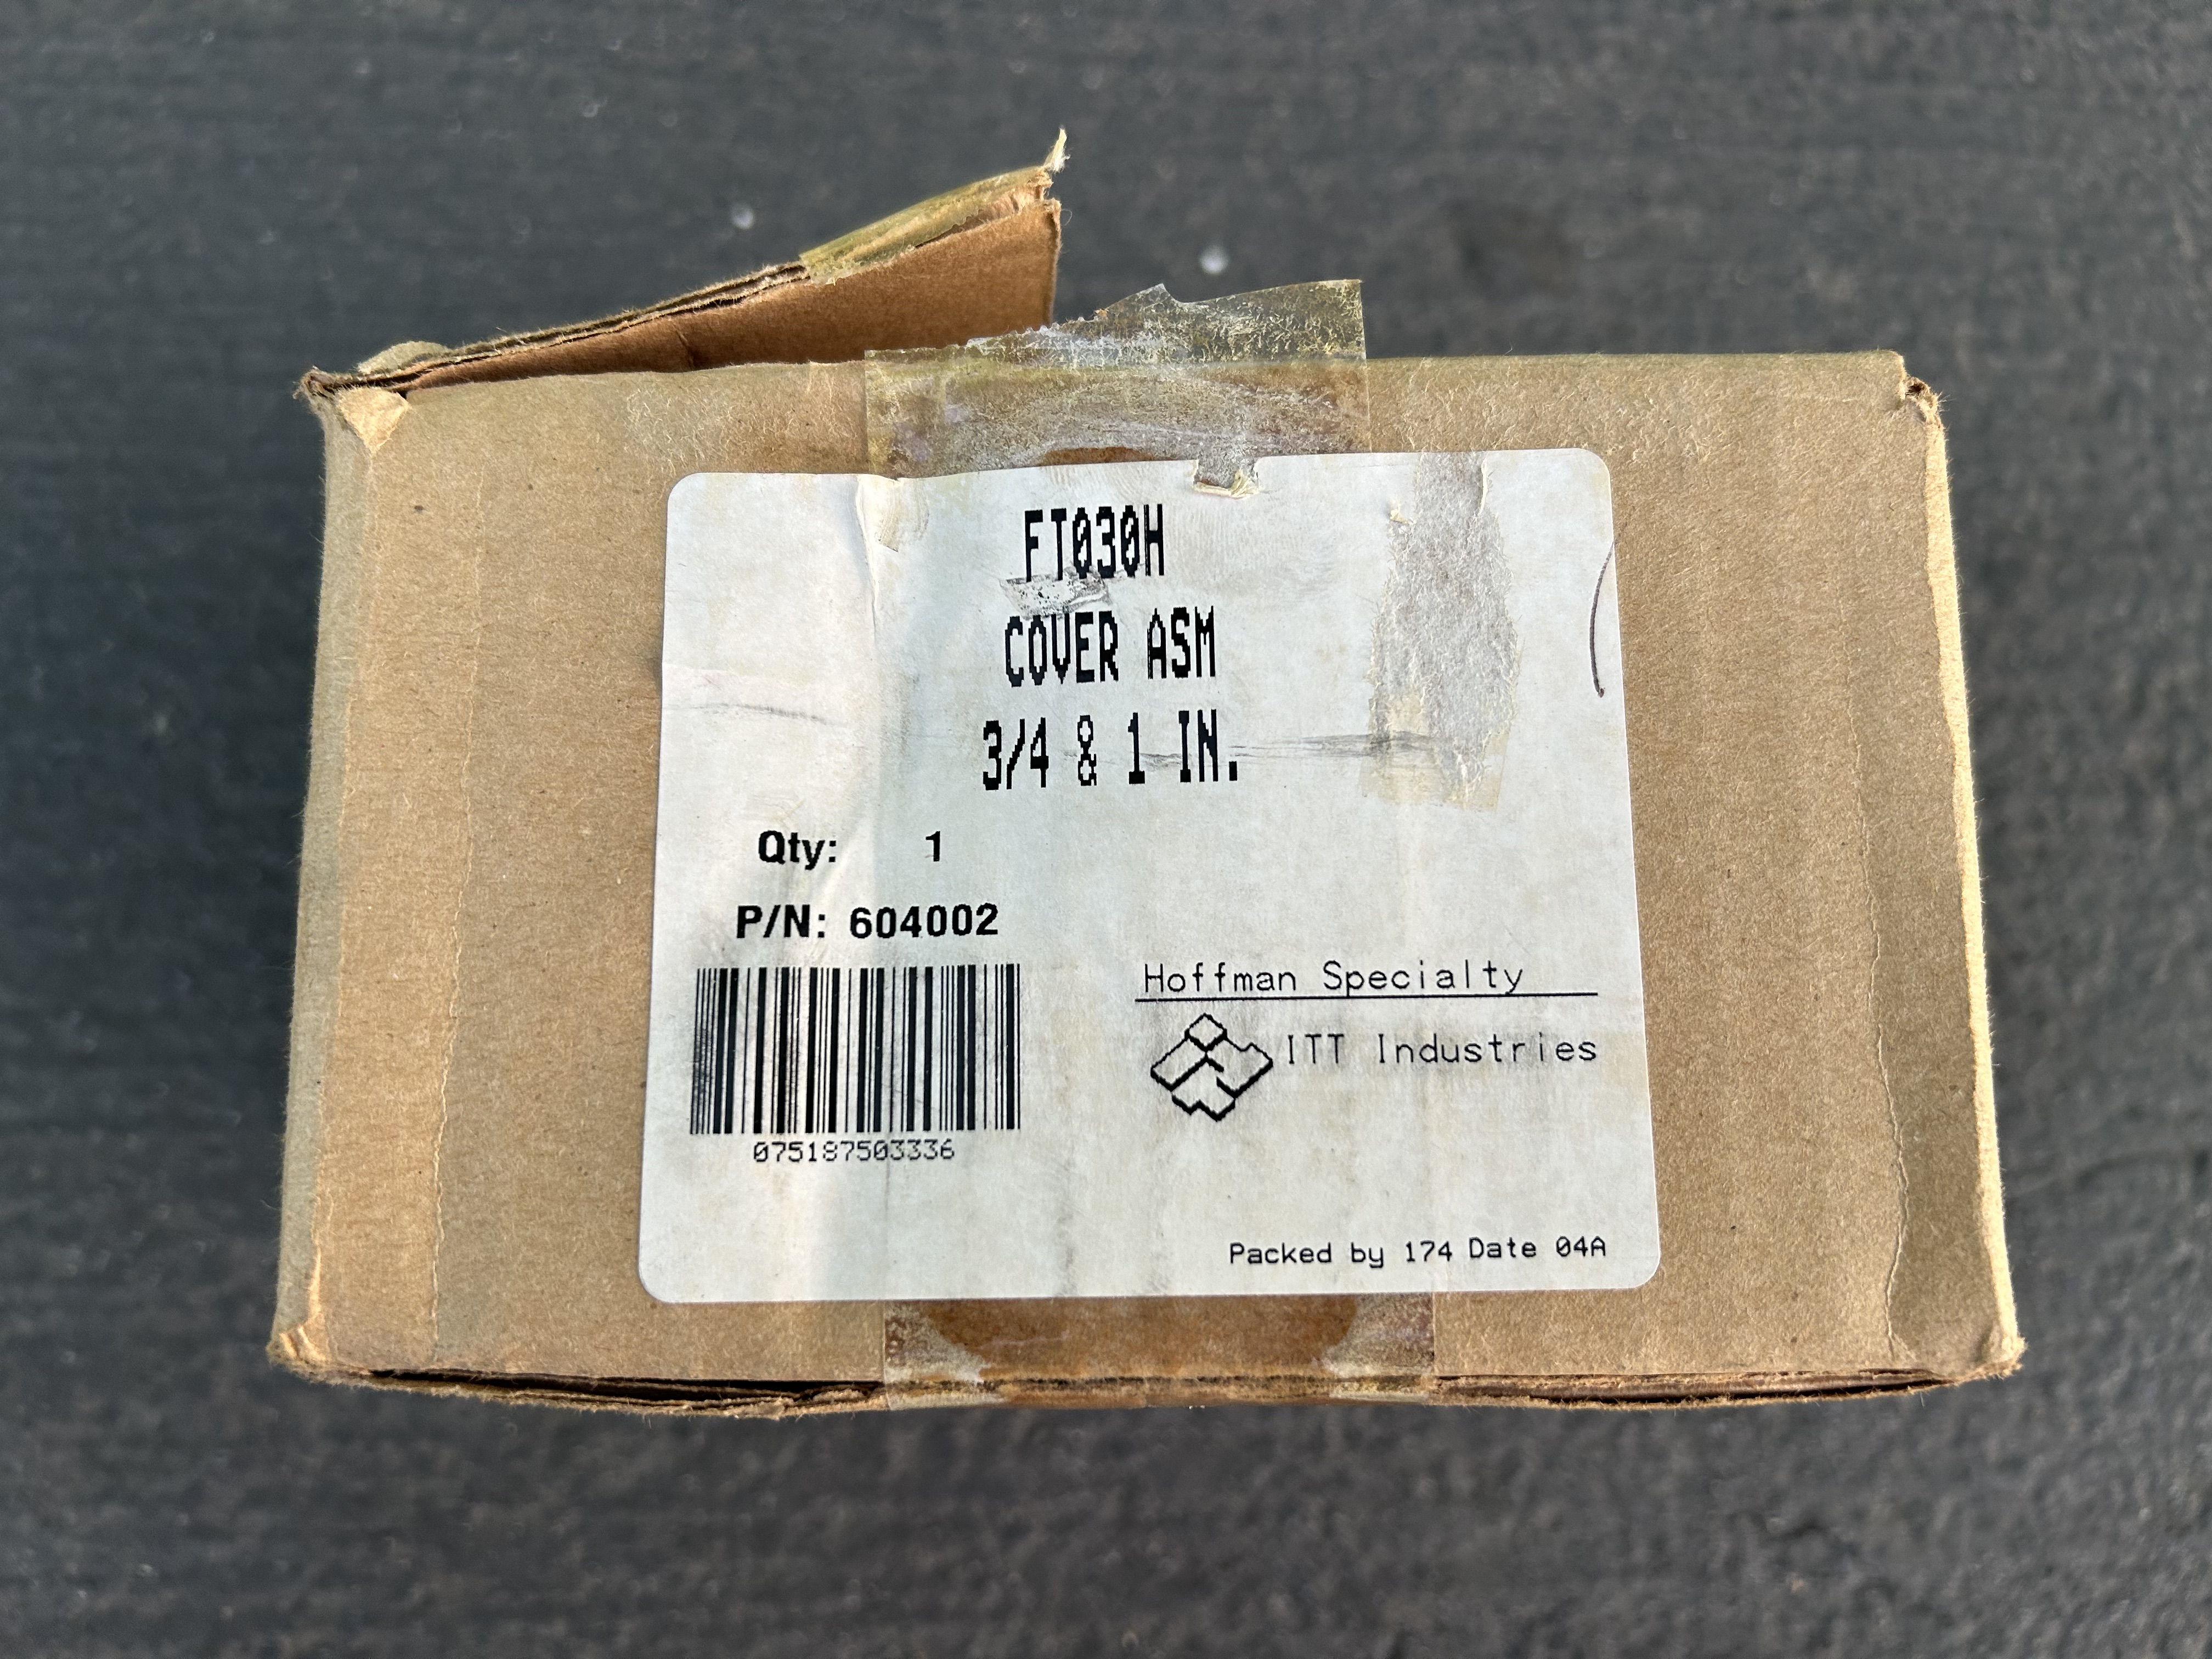 FT030H
COVER ASM
3/4 & 1 IN.
Qty: 1
P/N: 604002
075187503336
Hoffman Specialty
ITT Industries
Packed by 174 Date 04A